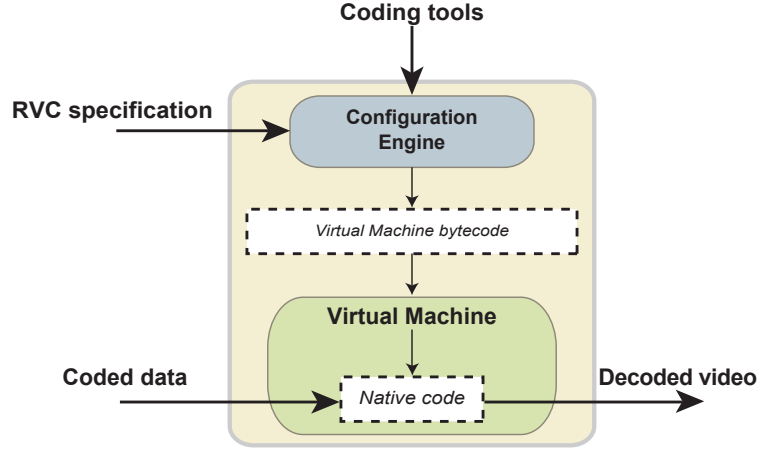 Coding tools
RVC specification
Configuration
Engine
Virtual Machine bytecode
Virtual Machine
Coded data
Native code
Decoded video